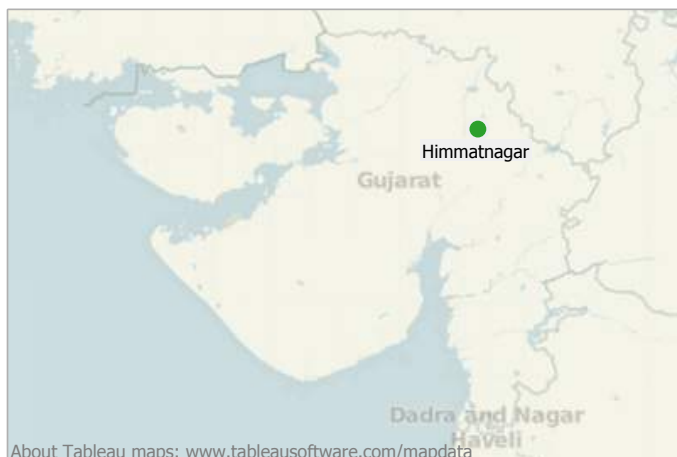 Himmatnagar
Gujarat
Dadra and Nagar
Haveli
About Tableau maps: www.tableausoftware.com/mapdata